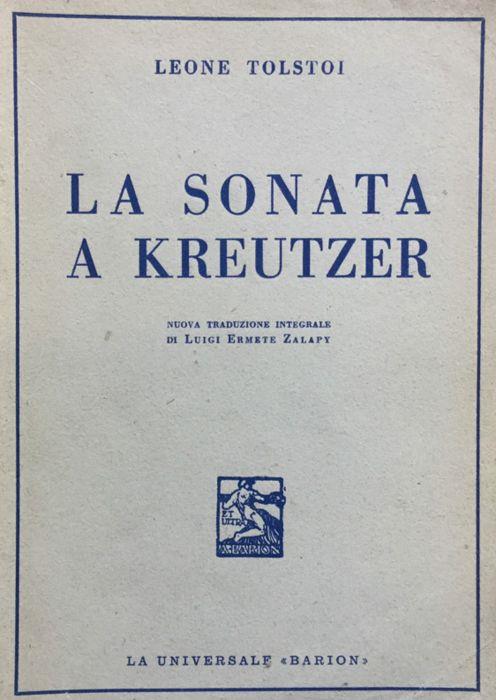 LEONE TOLSTOI
LA SONATA
A KREUTZER
NUOVA TRADUZIONE INTEGRALE
DI LUIGI ERMETE ZALAPY
ET
ULTRA
A. BARION
LA UNIVERSALE «BARION»